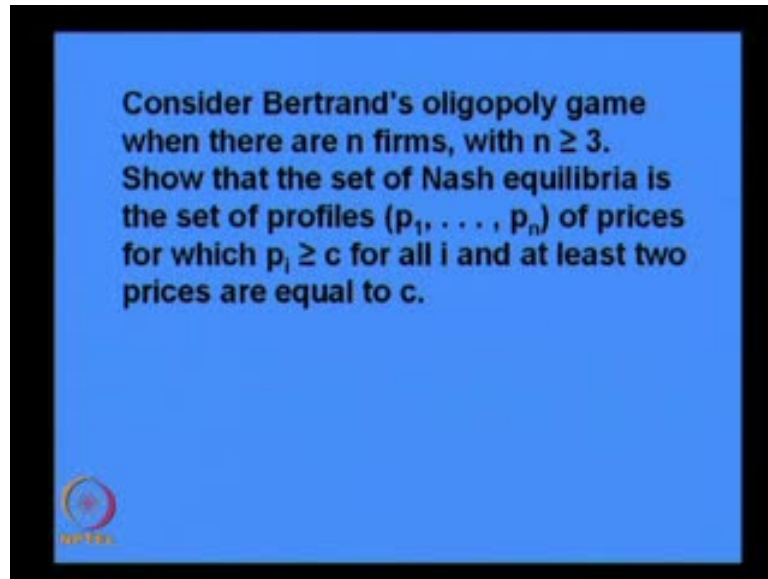 Consider Bertrand's oligopoly game
when there are n firms, with n ≥ 3.
Show that the set of Nash equilibria is
the set of profiles (p₁, . . . , pₙ) of prices
for which pᵢ ≥ c for all i and at least two
prices are equal to c.
NPTEL